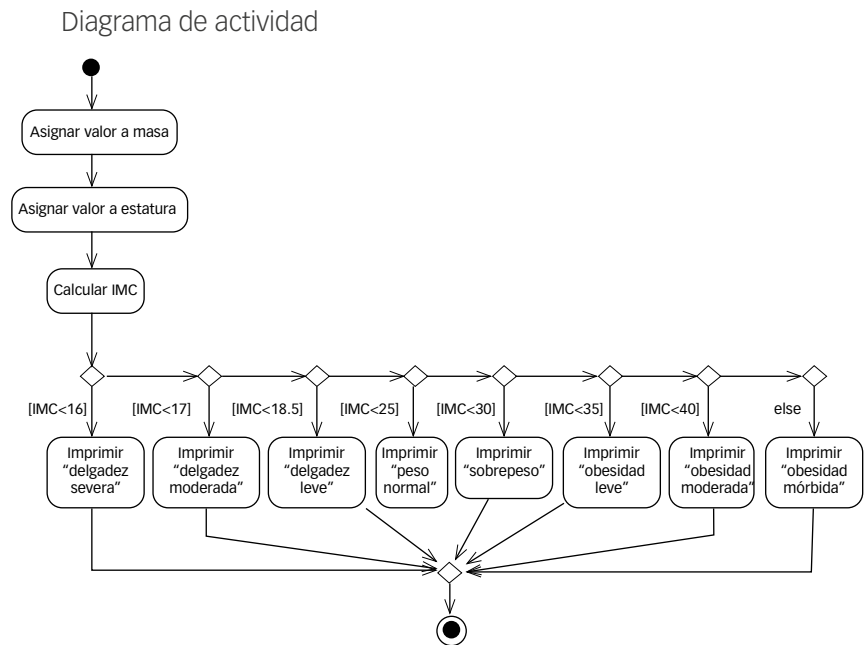 Diagrama de actividad
Asignar valor a masa
Asignar valor a estatura
Calcular IMC
[IMC<16]
[IMC<17]
[IMC<18.5]
[IMC<25]
[IMC<30]
[IMC<35]
[IMC<40]
else
Imprimir
“delgadez
severa”
Imprimir
“delgadez
moderada”
Imprimir
“delgadez
leve”
Imprimir
“peso
normal”
Imprimir
“sobrepeso”
Imprimir
“obesidad
leve”
Imprimir
“obesidad
moderada”
Imprimir
“obesidad
mórbida”